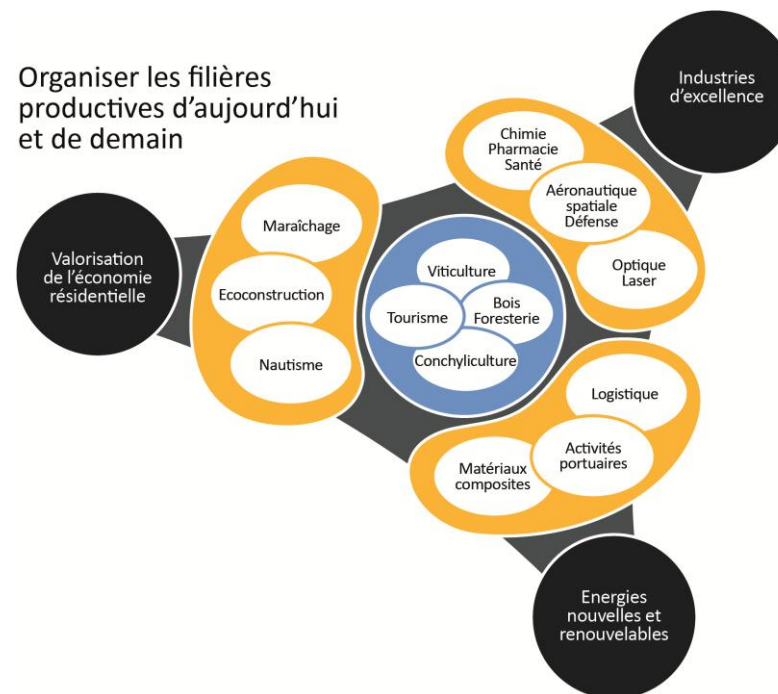 Organiser les filières
productives d'aujourd'hui
et de demain
Industries
d'excellence
Chimie
Pharmacie
Santé
Aéronautique
spatiale
Défense
Optique
Laser
Valorisation
de l'économie
résidentielle
Maraîchage
Ecoconstruction
Nautisme
Viticulture
Tourisme
Bois
Foresterie
Conchyliculture
Logistique
Activités
portuaires
Matériaux
composites
Energies
nouvelles et
renouvelables